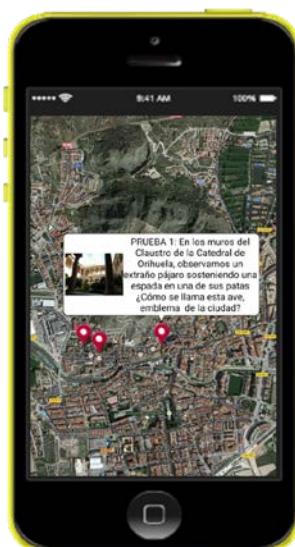 9:41 AM 100%
PRUEBA 1: En los muros del
Claustro de la Catedral de
Orihuela, observamos un
extraño pájaro sosteniendo una
espada en una de sus patas
¿Cómo se llama esta ave,
emblema de la ciudad?